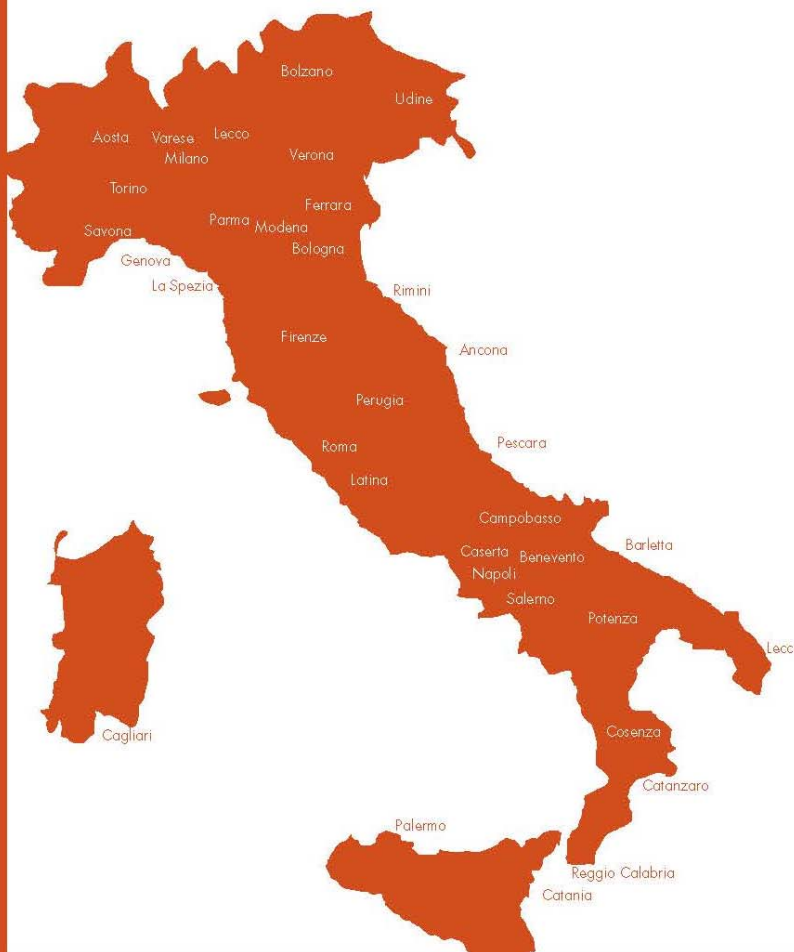 Bolzano
Udine
Aosta
Varese
Lecco
Milano
Verona
Torino
Ferrara
Parma
Modena
Savona
Bologna
Genova
La Spezia
Rimini
Firenze
Ancona
Perugia
Roma
Pescara
Latina
Campobasso
Barletta
Caserta
Benevento
Napoli
Salerno
Potenza
Lecc
Cosenza
Cagliari
Catanzaro
Palermo
Reggio Calabria
Catania